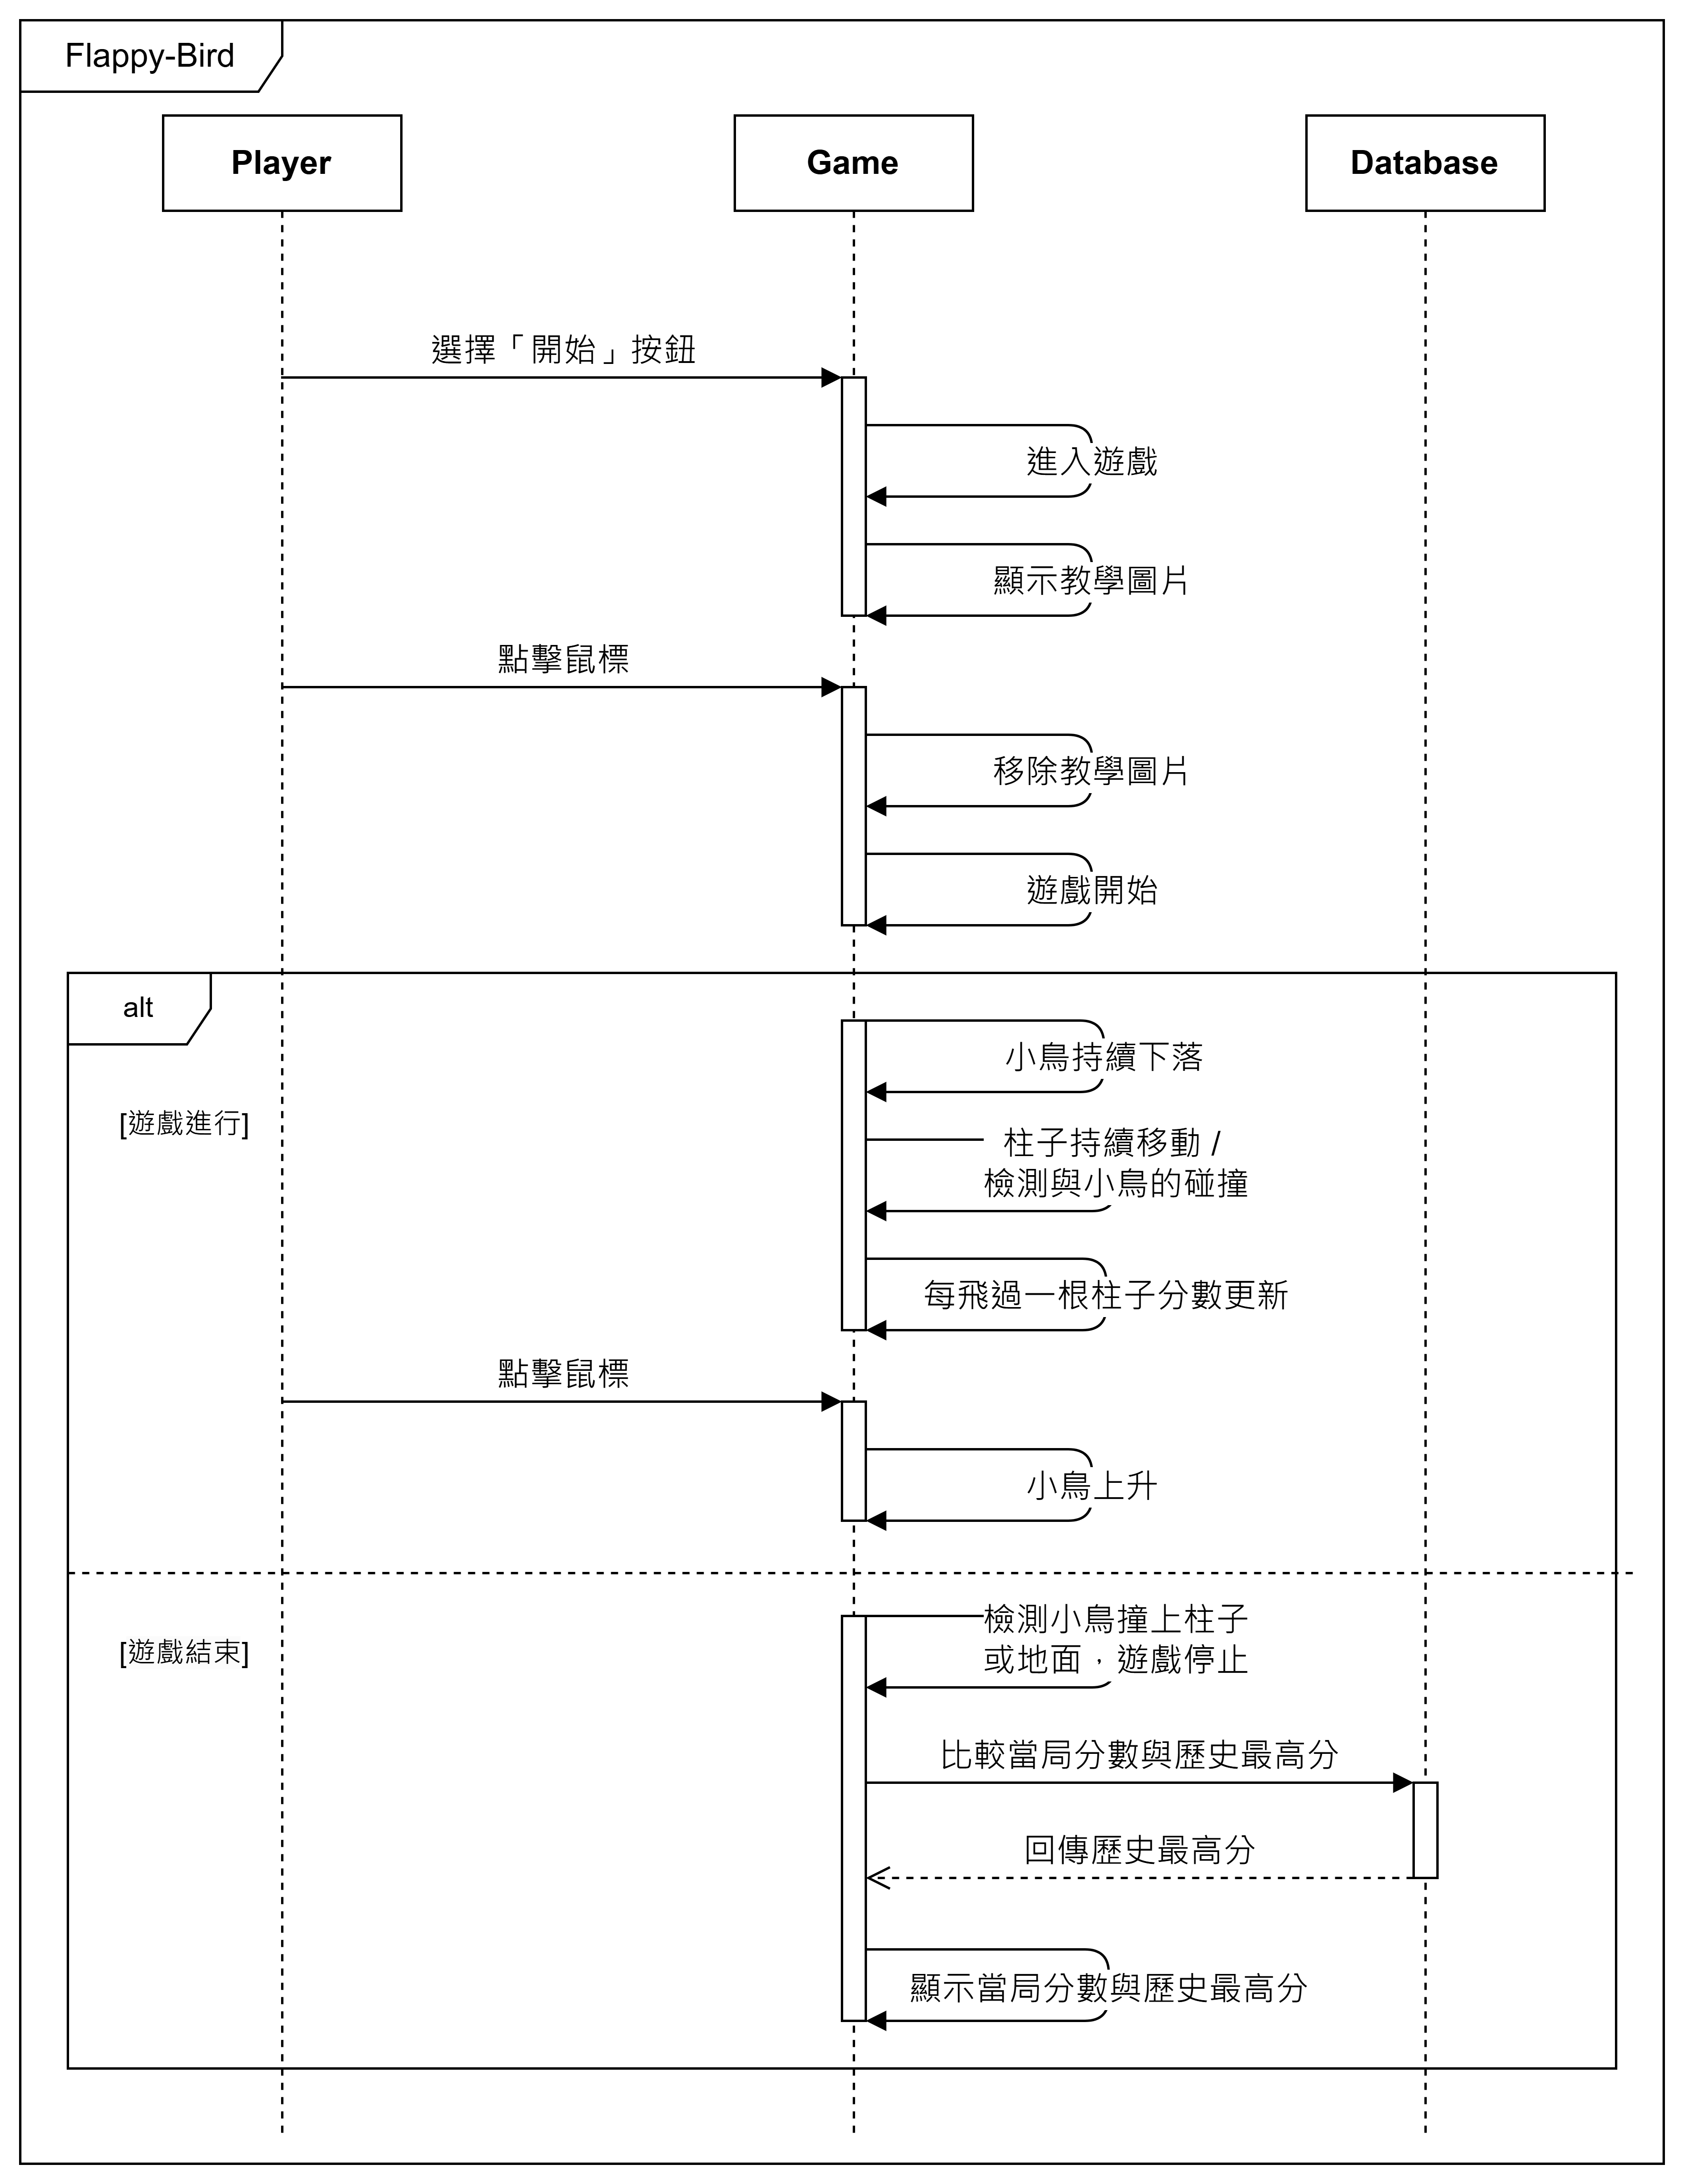 Flappy-Bird
Player
Game
Database
選擇「開始」按鈕
進入遊戲
顯示教學圖片
點擊鼠標
移除教學圖片
遊戲開始
alt
小鳥持續下落
[遊戲進行]
柱子持續移動 /
檢測與小鳥的碰撞
每飛過一根柱子分數更新
點擊鼠標
小鳥上升
檢測小鳥撞上柱子
或地面，遊戲停止
[遊戲結束]
比較當局分數與歷史最高分
回傳歷史最高分
顯示當局分數與歷史最高分